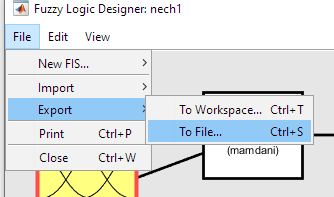 Fuzzy Logic Designer: nech1
File Edit View
New FIS... >
Import >
Export >
Print Ctrl+P
Close Ctrl+W
To Workspace... Ctrl+T
To File... Ctrl+S
(mamdani)